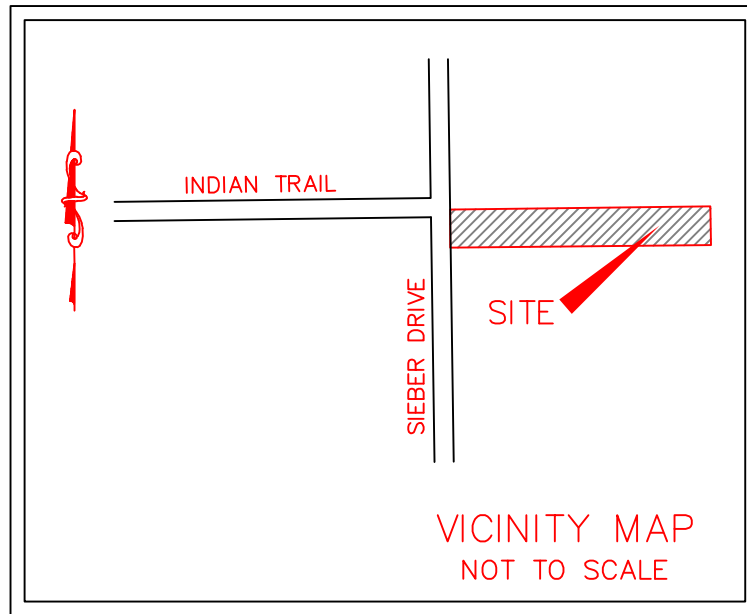 INDIAN TRAIL
SIEBER DRIVE
SITE
VICINITY MAP
NOT TO SCALE